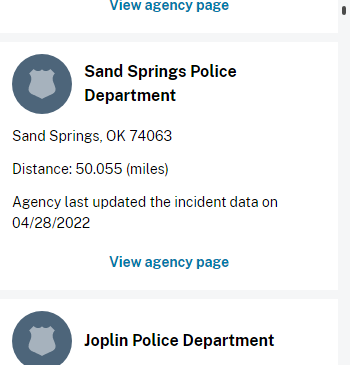 View agency page
Sand Springs Police
Department
Sand Springs, OK 74063
Distance: 50.055 (miles)
Agency last updated the incident data on
04/28/2022
View agency page
Joplin Police Department